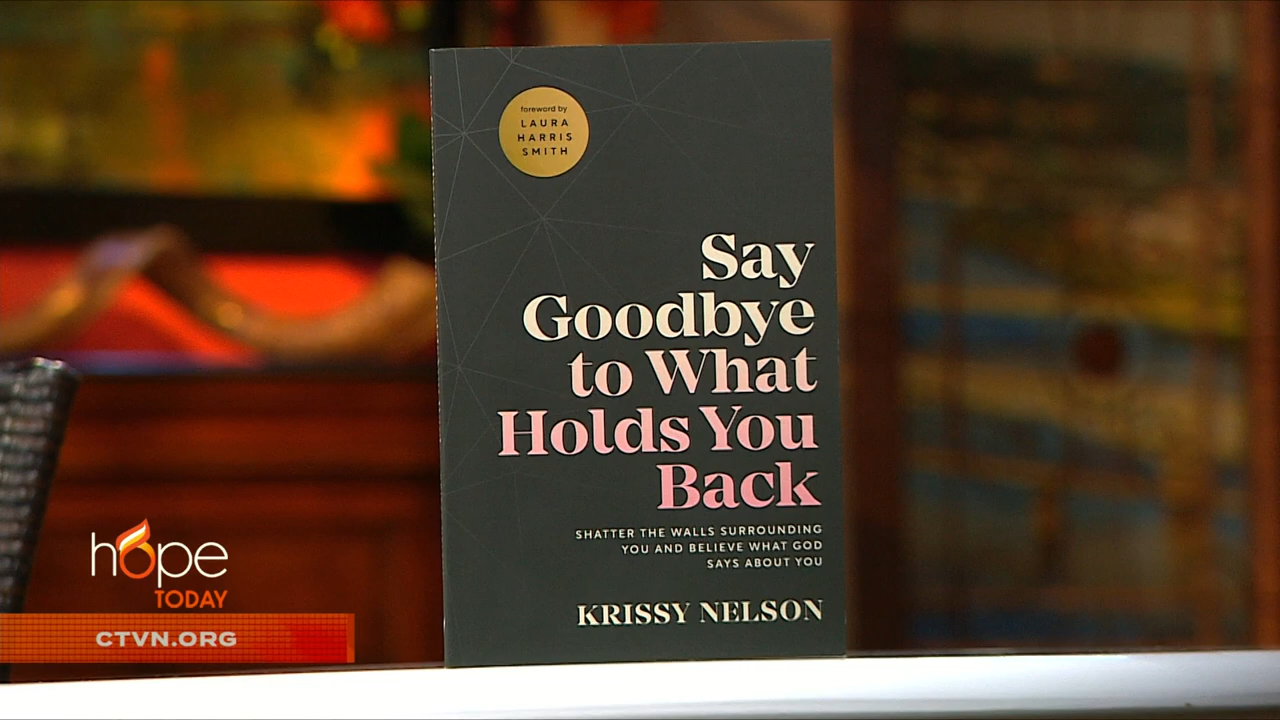 foreword by
LAURA
HARRIS
SMITH
Say
Goodbye
to What
Holds You
Back
SHATTER THE WALLS SURROUNDING
YOU AND BELIEVE WHAT GOD
SAYS ABOUT YOU
KRISSY NELSON
hope
TODAY
CTVN.ORG